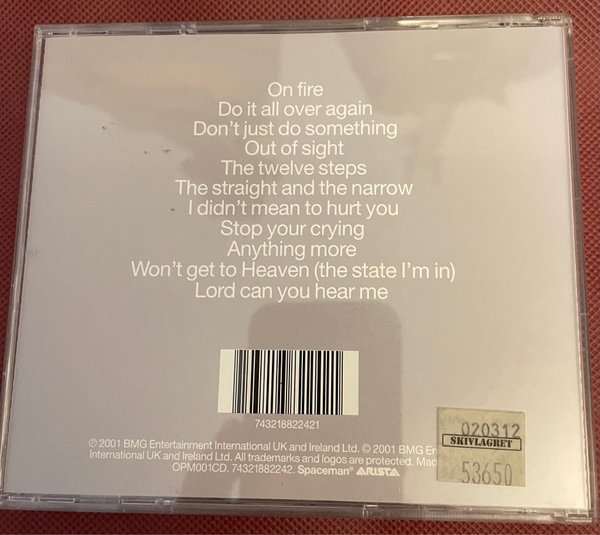 On fire
Do it all over again
Don't just do something
Out of sight
The twelve steps
The straight and the narrow
I didn't mean to hurt you
Stop your crying
Anything more
Won't get to Heaven (the state I'm in)
Lord can you hear me
743218822421
℗ 2001 BMG Entertainment International UK and Ireland Ltd. © 2001 BMG
International UK and Ireland Ltd. All trademarks and logos are protected.
OPM001CD. 74321882242. Spaceman® ARISTA
020312
SKIVLAGRET
53650